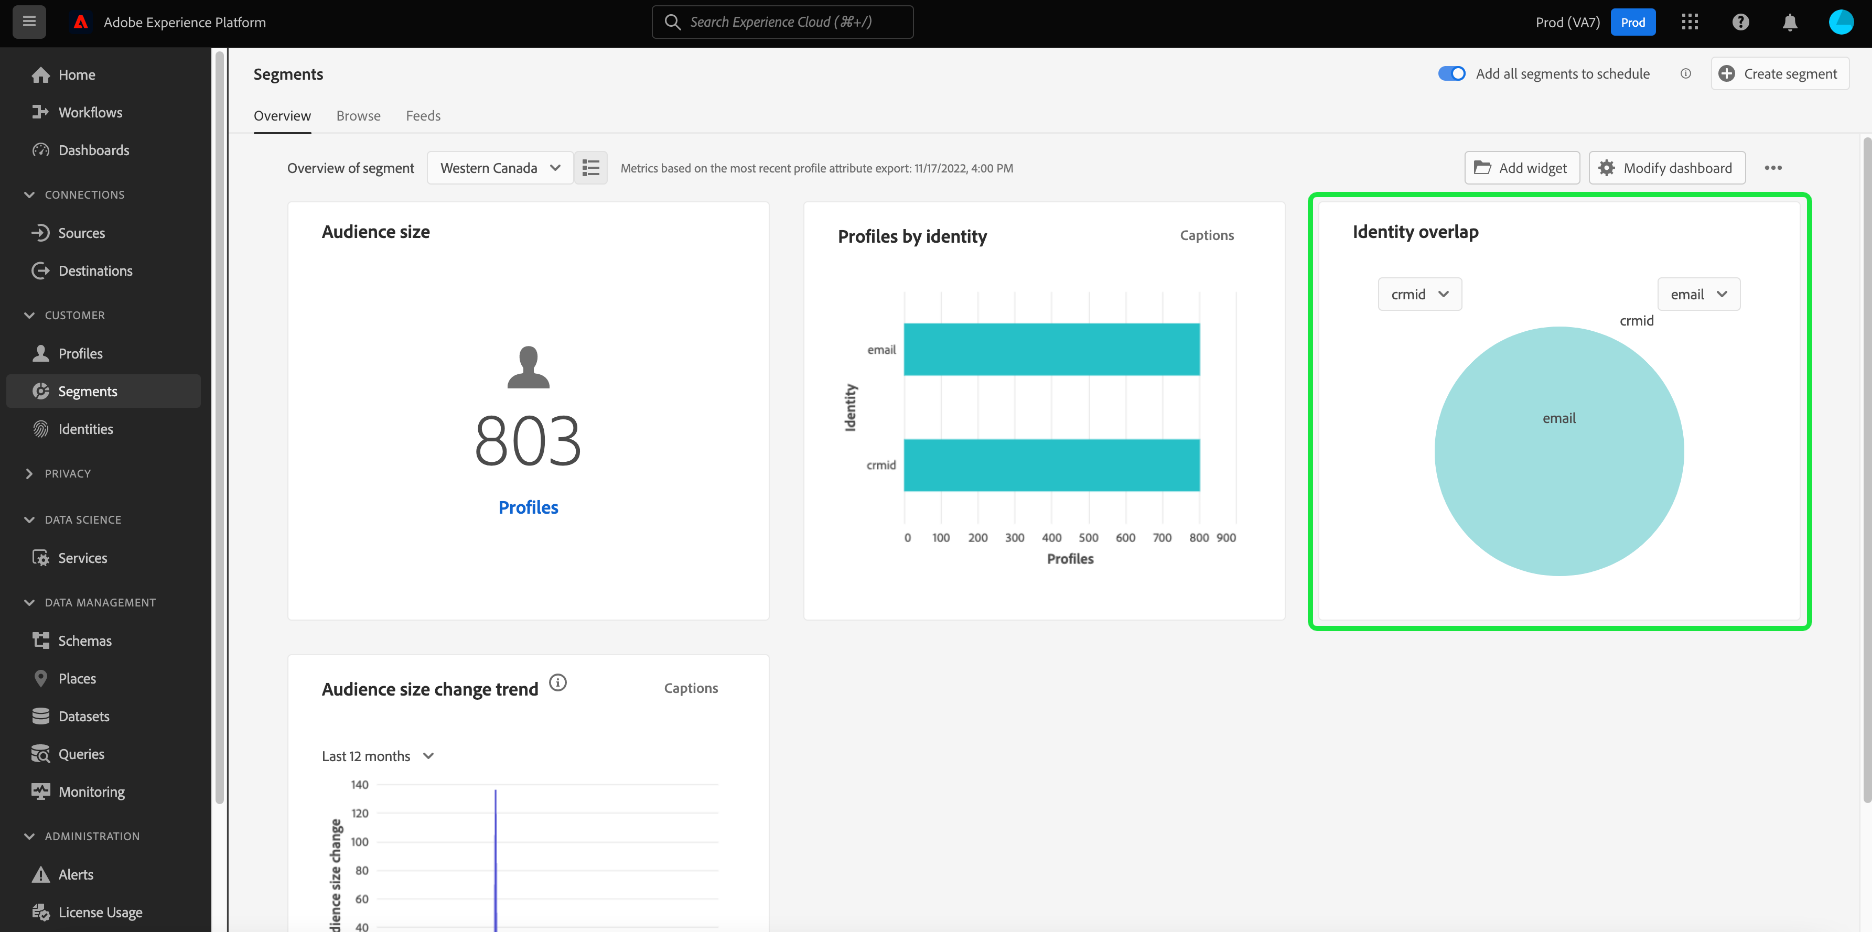 Adobe Experience Platform
Search Experience Cloud (⌘+/)
Prod (VA7)
Prod
Home
Workflows
Dashboards
CONNECTIONS
Sources
Destinations
CUSTOMER
Profiles
Segments
Identities
PRIVACY
DATA SCIENCE
Services
DATA MANAGEMENT
Schemas
Places
Datasets
Queries
Monitoring
ADMINISTRATION
Alerts
License Usage
Segments
Add all segments to schedule
Create segment
Overview
Browse
Feeds
Overview of segment
Western Canada
Metrics based on the most recent profile attribute export: 11/17/2022, 4:00 PM
Add widget
Modify dashboard
Audience size
803
Profiles
Profiles by identity
Captions
Identity
email
crmid
0 100 200 300 400 500 600 700 800 900
Profiles
Identity overlap
crmid
email
crmid
email
Audience size change trend
Captions
Last 12 months
140
120
100
80
60
40
size change